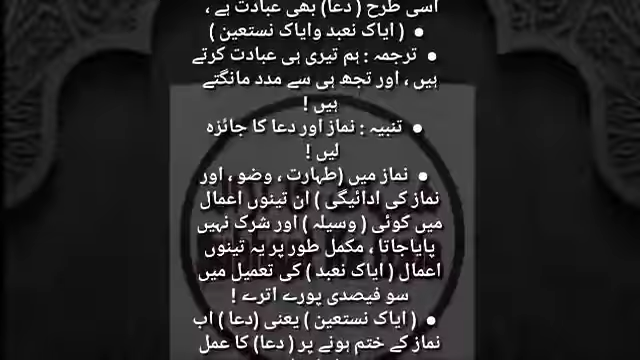 اسی طرح ( دعا) بھی عبادت ہے ،
● ( ایاک نعبد وایاک نستعین )
● ترجمہ : ہم تیری ہی عبادت کرتے
ہیں ، اور تجھ ہی سے مدد مانگتے
ہیں !
● تنبیہ : نماز اور دعا کا جائزہ
لیں !
● نماز میں (طہارت ، وضو ، اور
نماز کی ادائیگی ) ان تینوں اعمال
میں کوئی ( وسیلہ ) اور شرک نہیں
پایاجاتا ، مکمل طور پر یہ تینوں
اعمال ( ایاک نعبد ) کی تعمیل میں
سو فیصدی پورے اترے !
● ( ایاک نستعین ) یعنی (دعا ) اب
نماز کے ختم ہونے پر ( دعا) کا عمل